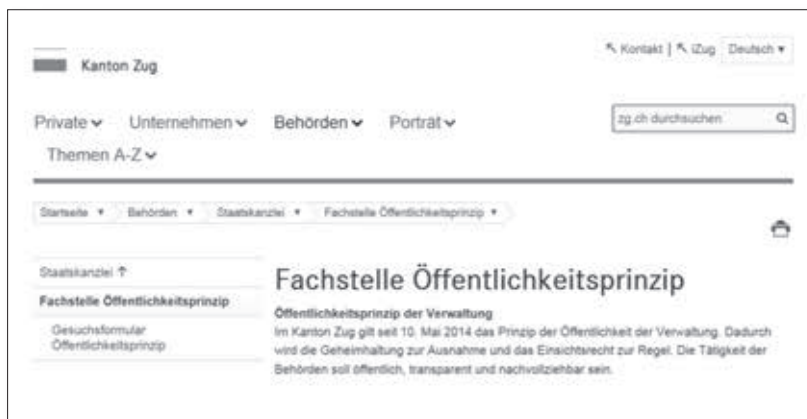 Kontakt | iZug Deutsch
Kanton Zug
Private Unternehmen Behörden Porträt
zg.ch durchsuchen
Themen A-Z
Startseite Behörden Staatskanzlei Fachstelle Öffentlichkeitsprinzip
Staatskanzlei ↑
Fachstelle Öffentlichkeitsprinzip
Gesuchsformular
Öffentlichkeitsprinzip
Fachstelle Öffentlichkeitsprinzip
Öffentlichkeitsprinzip der Verwaltung
Im Kanton Zug gilt seit 10. Mai 2014 das Prinzip der Öffentlichkeit der Verwaltung. Dadurch
wird die Geheimhaltung zur Ausnahme und das Einsichtsrecht zur Regel. Die Tätigkeit der
Behörden soll öffentlich, transparent und nachvollziehbar sein.